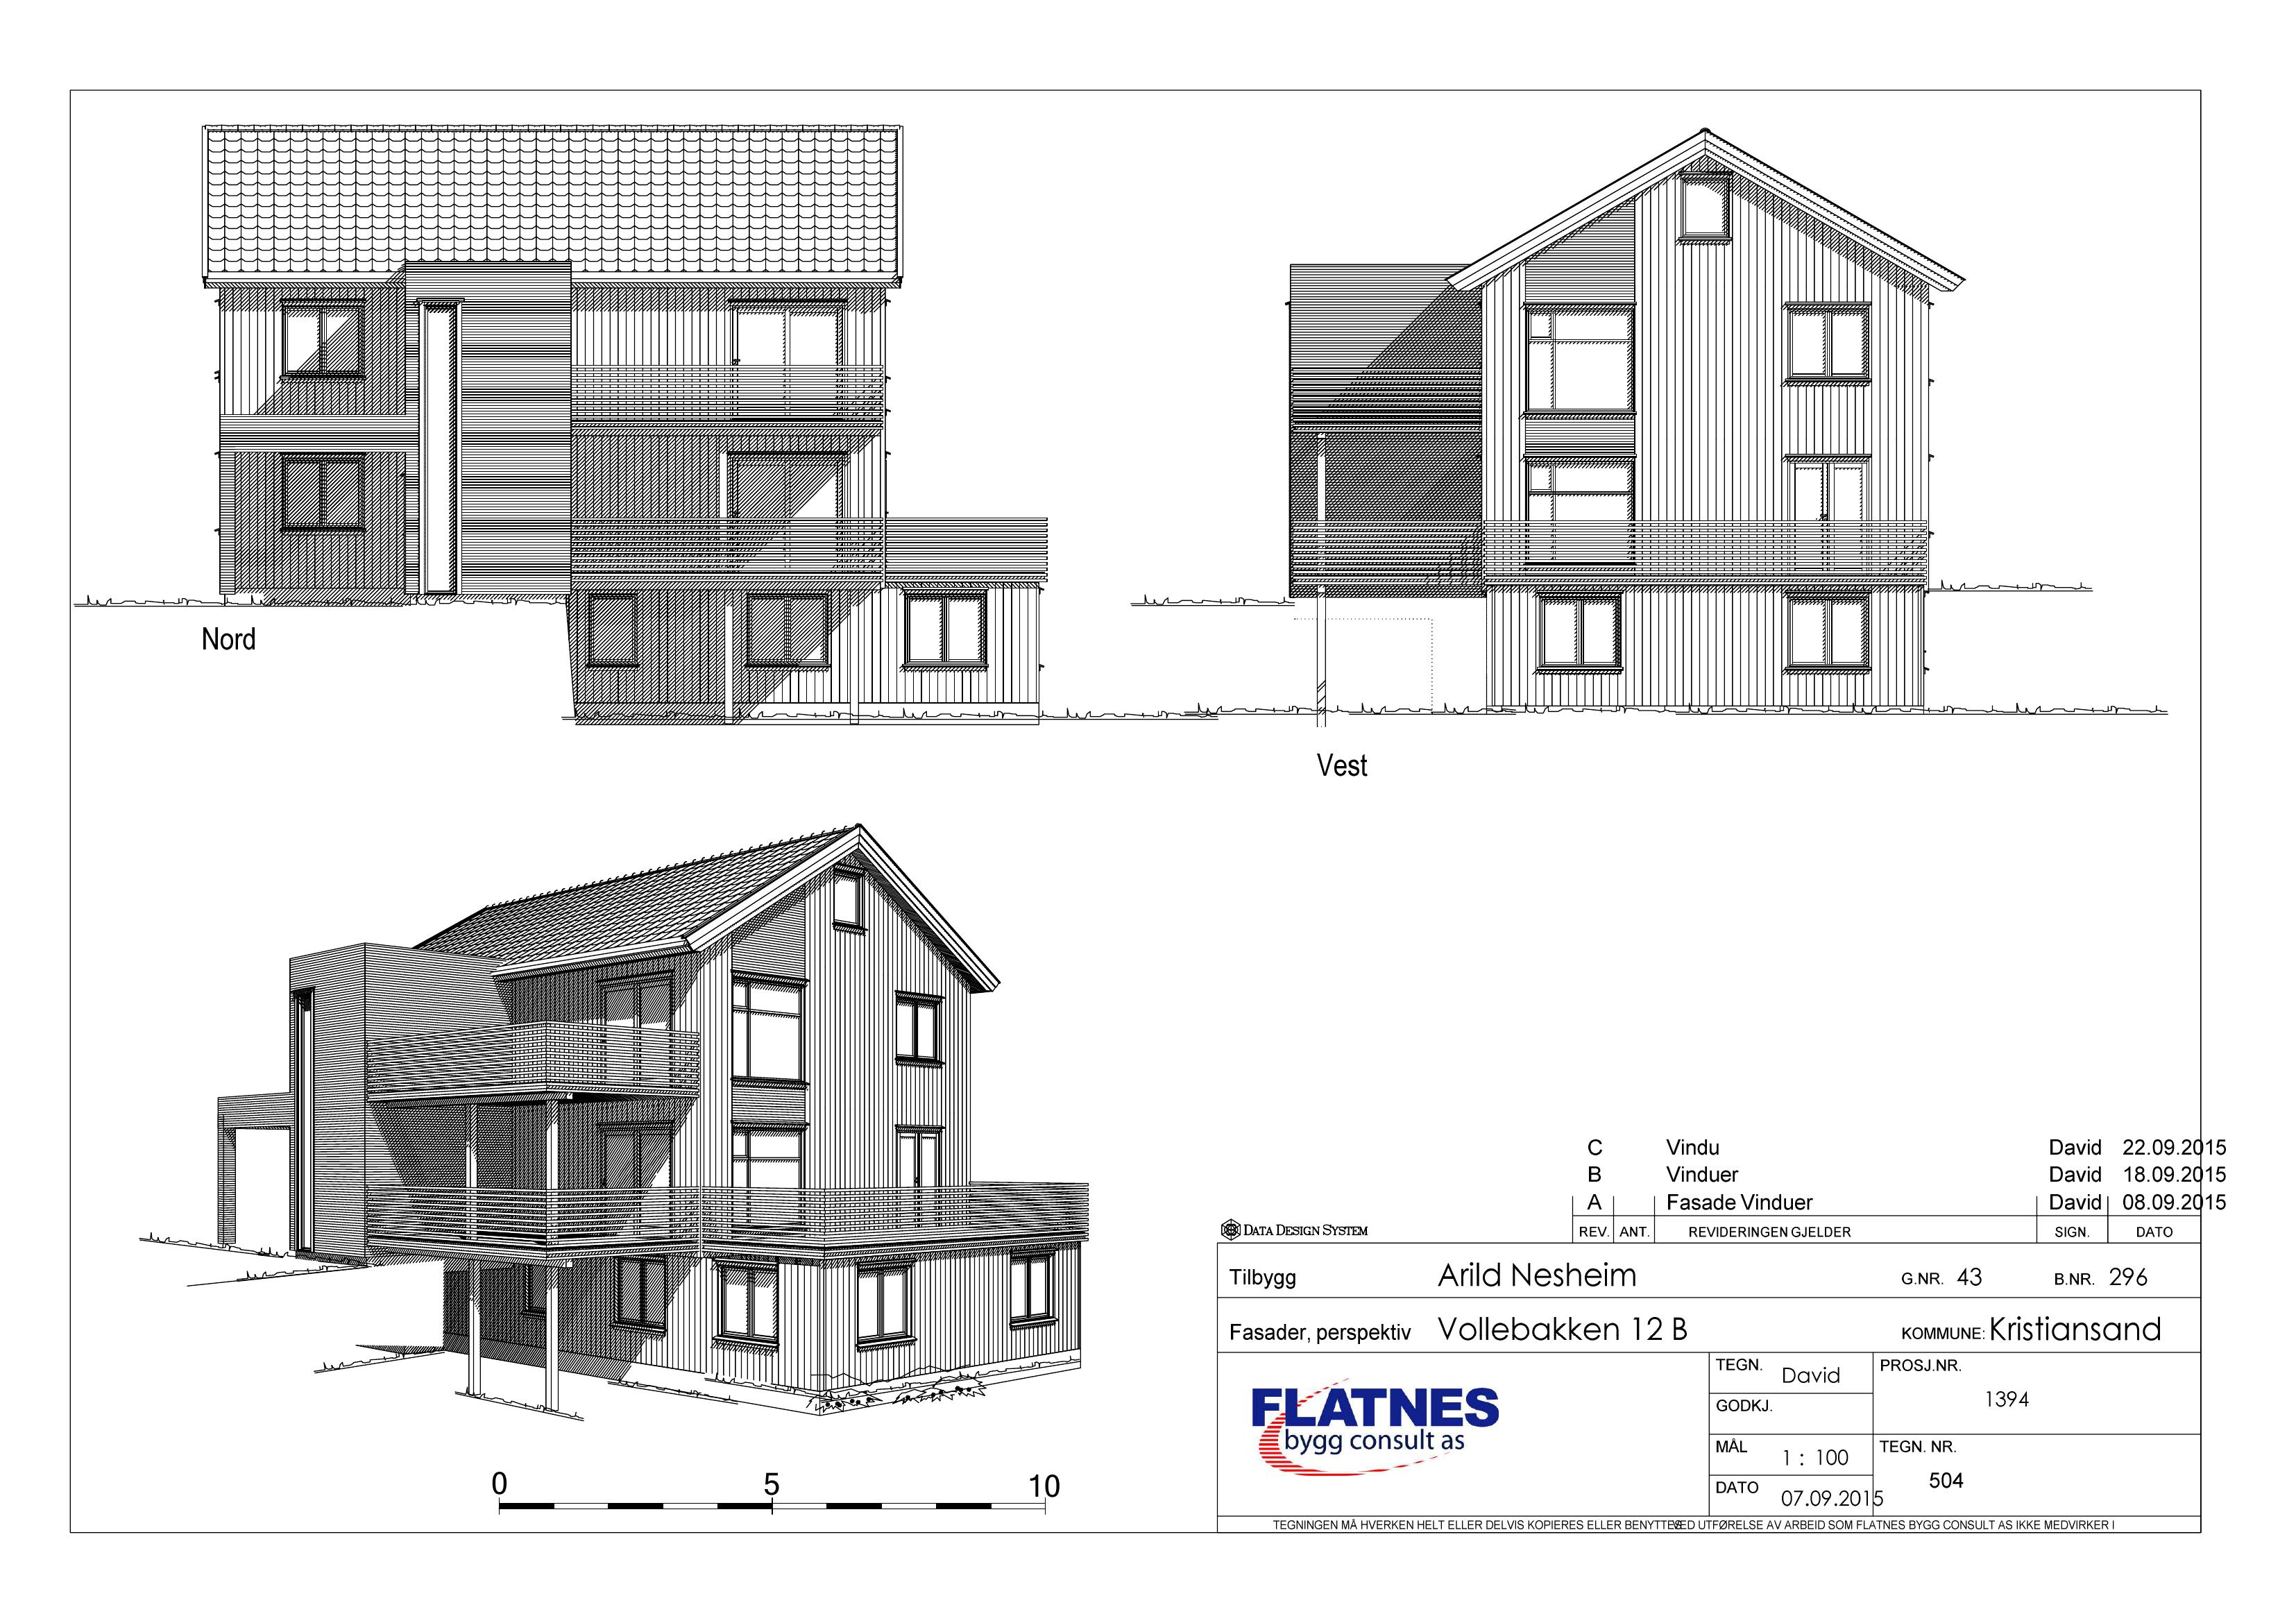 Nord
Vest
C Vindu David 22.09.2015
B Vinduer David 18.09.2015
A Fasade Vinduer David 08.09.2015
REV. ANT. REVIDERINGEN GJELDER SIGN. DATO
DATA DESIGN SYSTEM
Tilbygg Arild Nesheim G.NR. 43 B.NR. 296
Fasader, perspektiv Vollebakken 12 B KOMMUNE: Kristiansand
FLATNES
bygg consult as
TEGN. David
GODKJ.
MÅL 1 : 100
DATO 07.09.2015
PROSJ.NR.
1394
TEGN. NR.
504
0 5 10
TEGNINGEN MÅ HVERKEN HELT ELLER DELVIS KOPIERES ELLER BENYTTES VED UTFØRELSE AV ARBEID SOM FLATNES BYGG CONSULT AS IKKE MEDVIRKER I